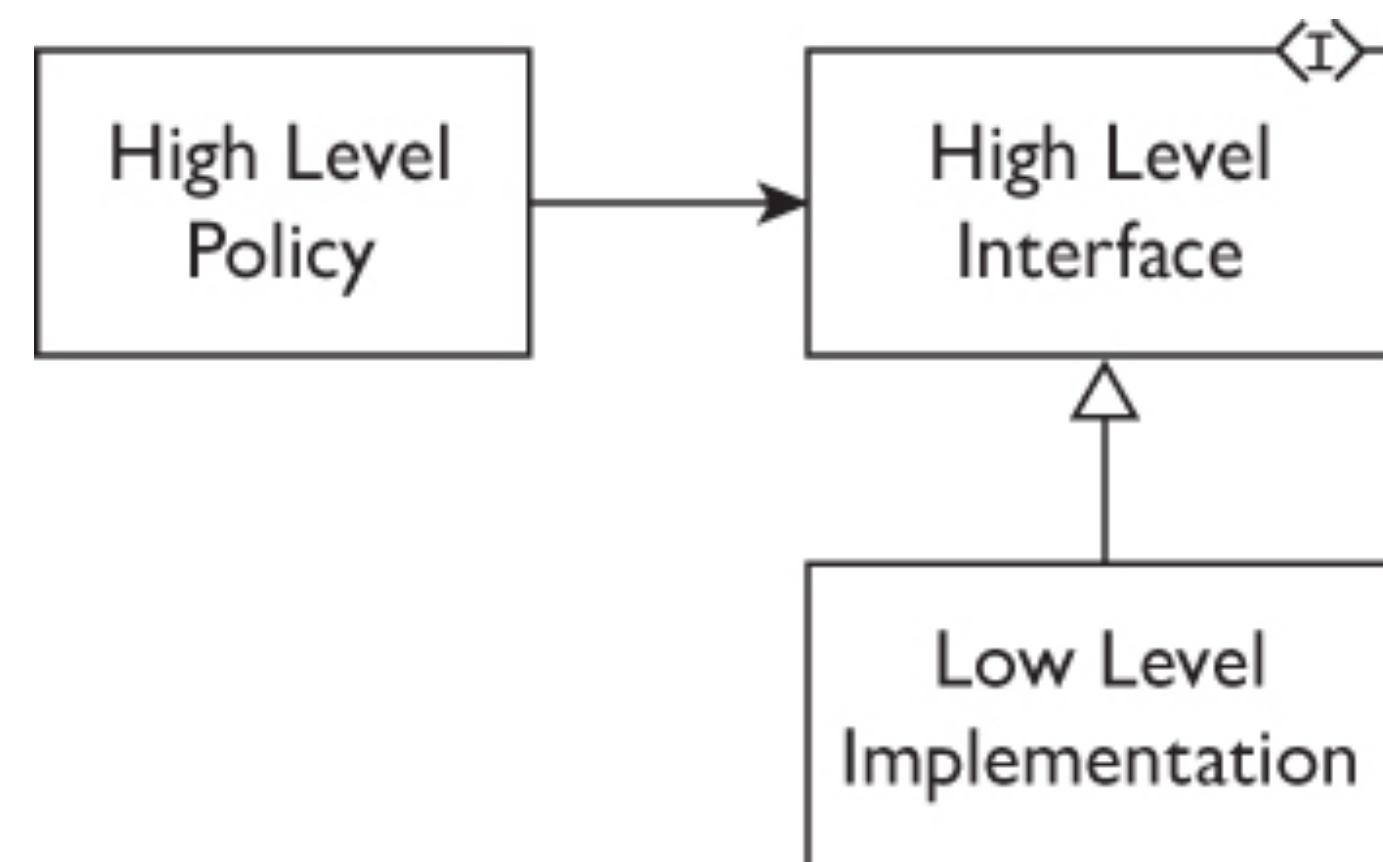 High Level
Policy
<I>
High Level
Interface
Low Level
Implementation